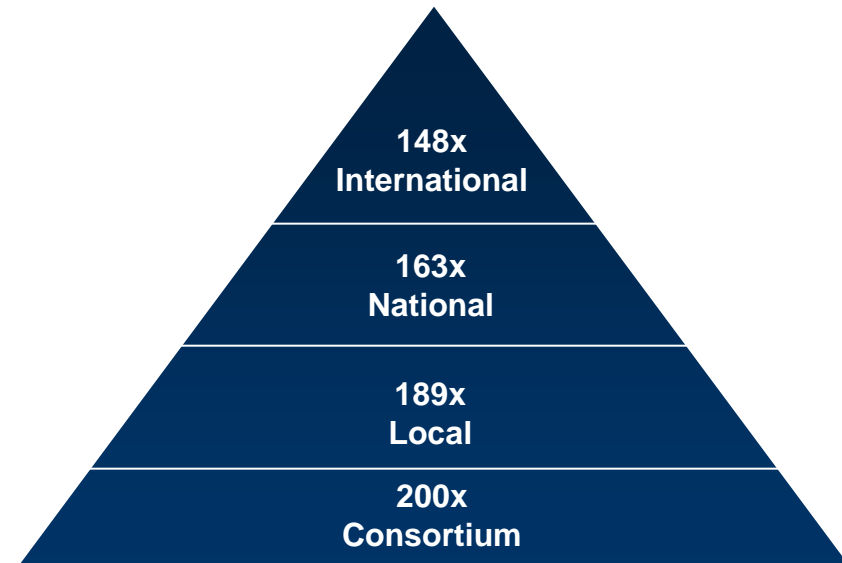 148x
International
163x
National
189x
Local
200x
Consortium